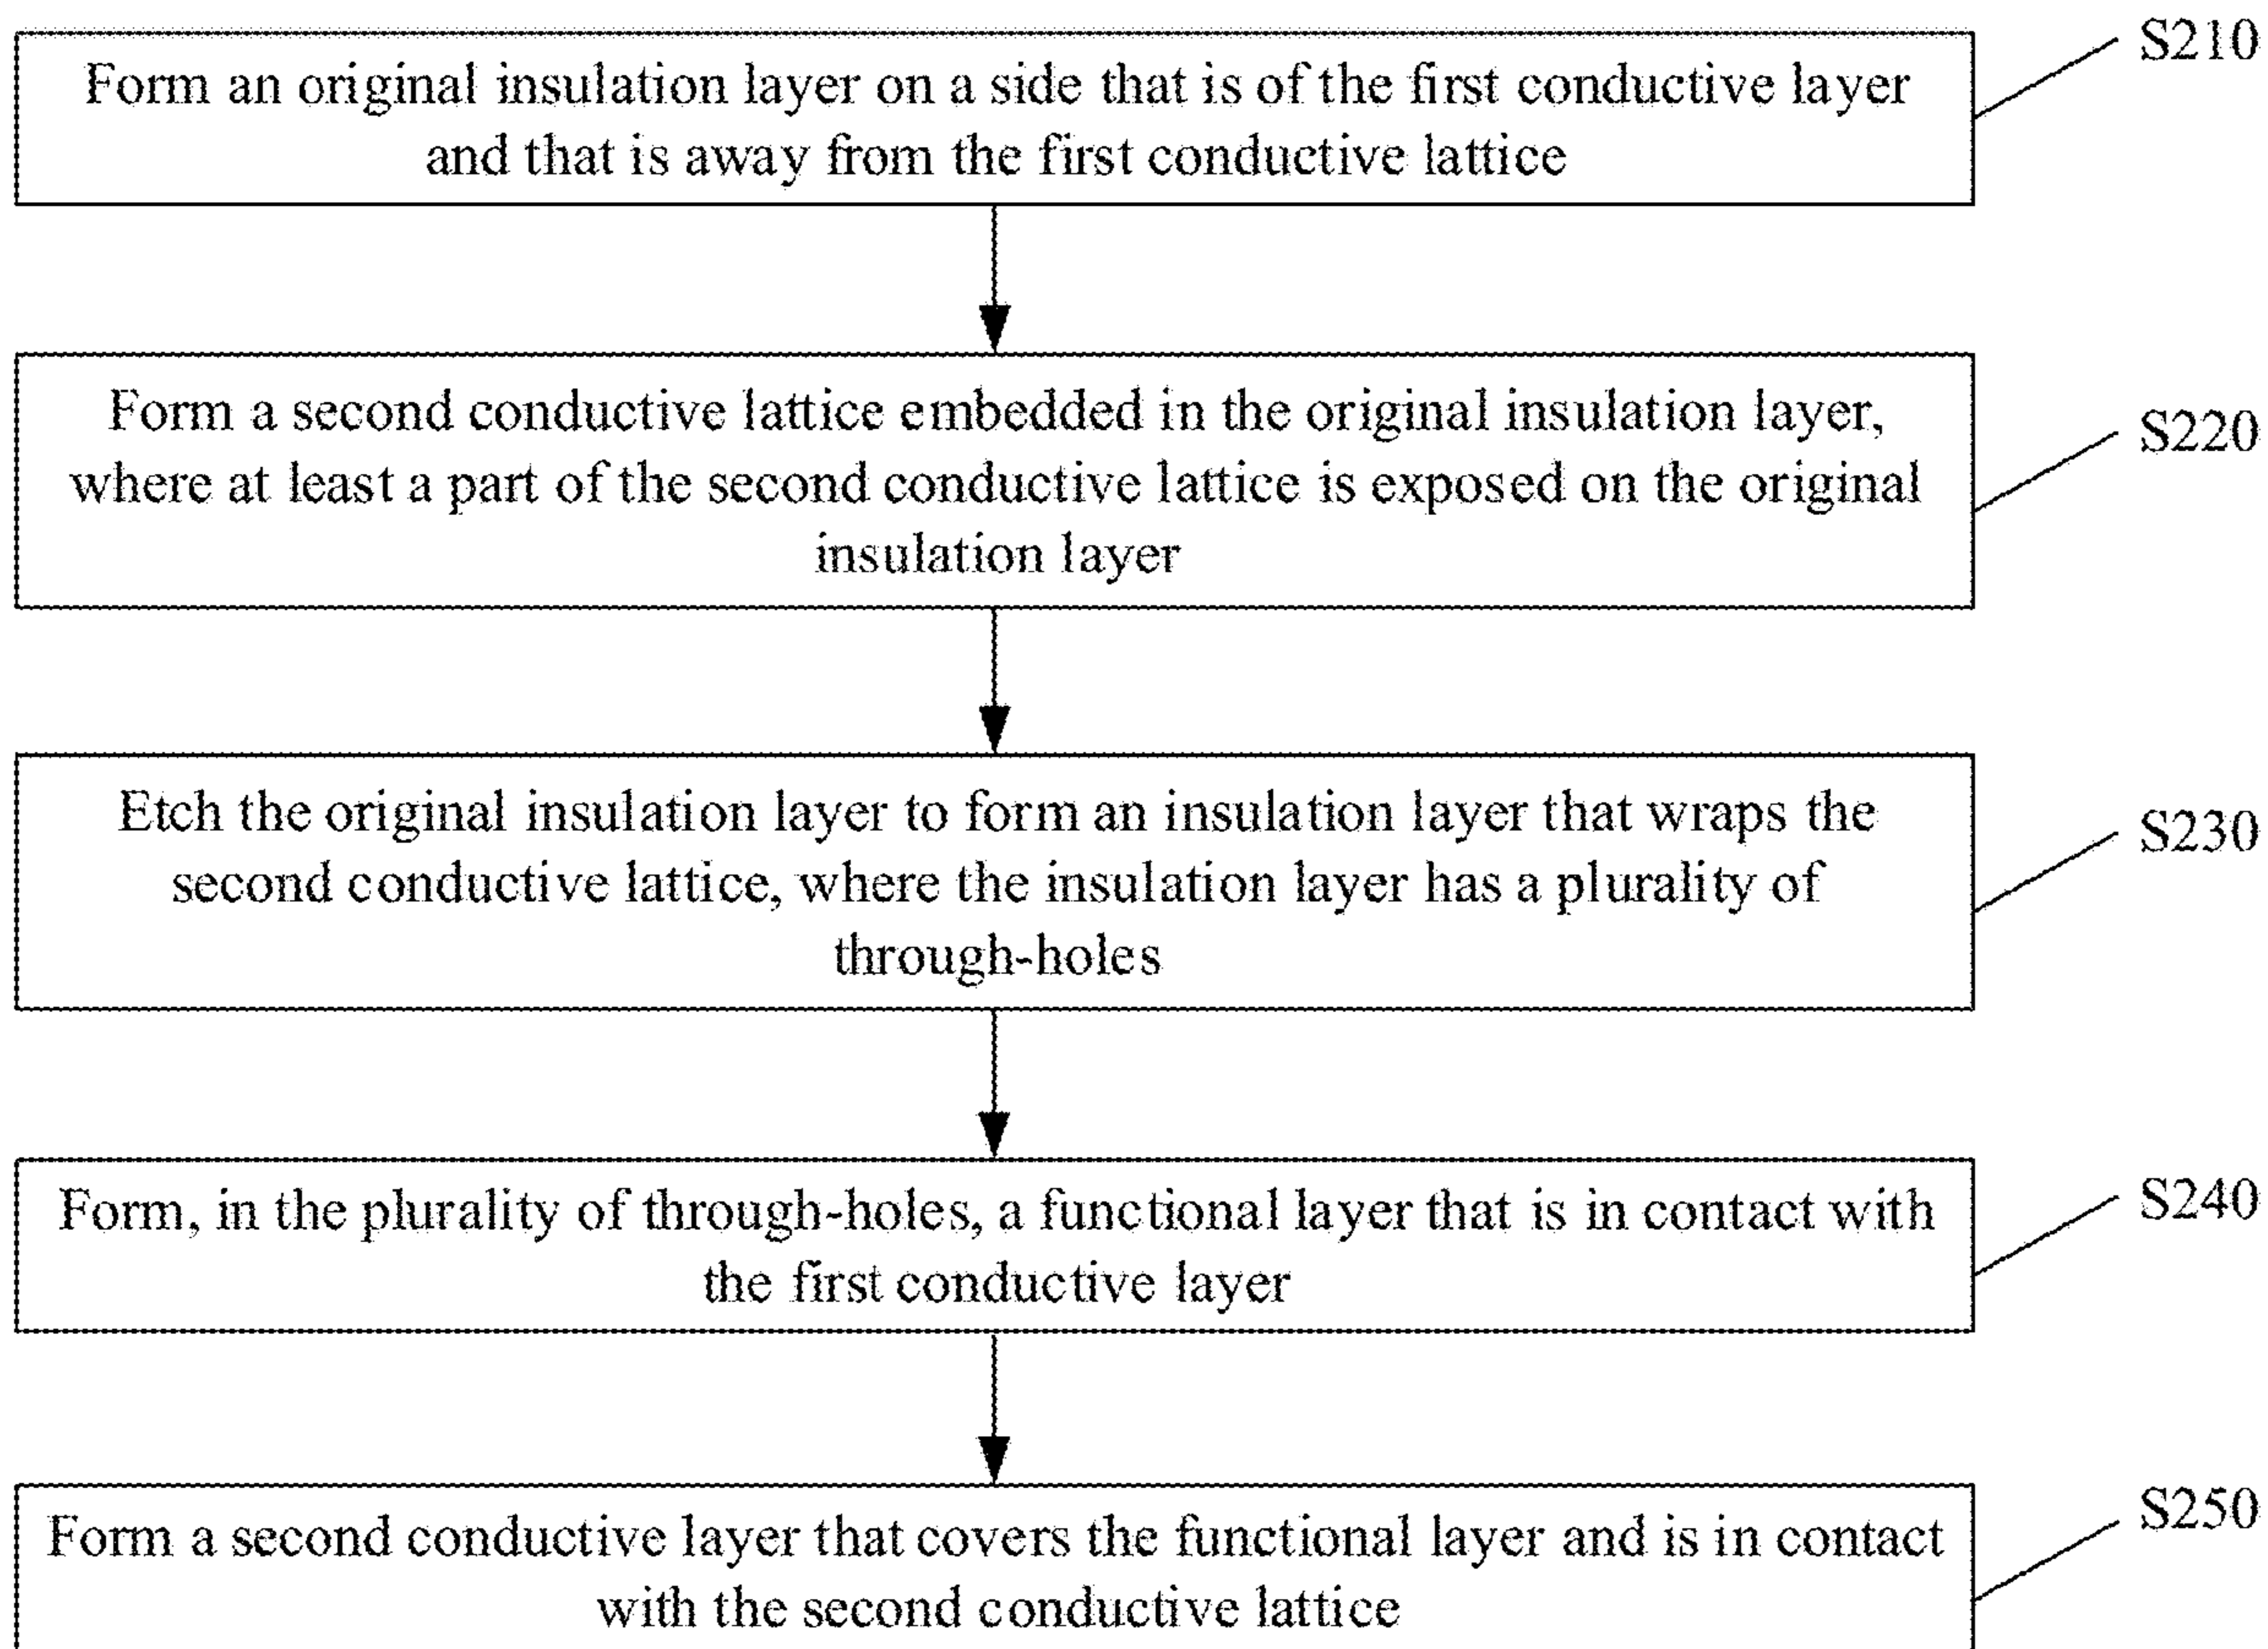 S210
Form an original insulation layer on a side that is of the first conductive layer
and that is away from the first conductive lattice
S220
Form a second conductive lattice embedded in the original insulation layer,
where at least a part of the second conductive lattice is exposed on the original
insulation layer
S230
Etch the original insulation layer to form an insulation layer that wraps the
second conductive lattice, where the insulation layer has a plurality of
through-holes
S240
Form, in the plurality of through-holes, a functional layer that is in contact with
the first conductive layer
S250
Form a second conductive layer that covers the functional layer and is in contact
with the second conductive lattice